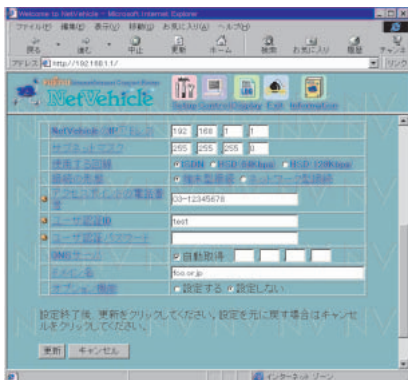 Welcome to NetVehicle - Microsoft Internet Explorer
ファイル(F) 編集(E) 表示(V) 移動(G) お気に入り(A) ヘルプ(H)
戻る 進む 中止 更新 ホーム 検索 お気に入り 履歴 チャンネル
アドレス http://192.168.1.1/ リンク
NetVehicle
Setup Control Display Exit Information
NetVehicle IPアドレス 192 168 1 1
サブネットマスク 255 255 255 0
使用する回線 ISDN HSD 64Kbps HSD 128Kbps
接続の形態 端末型接続 ネットワーク型接続
アクセスポイントの電話番号 03-12345678
ユーザ認証ID test
ユーザ認証パスワード
DNSサーバ 自動取得
ドメイン名 foo.or.jp
オプション機能 設定する 設定しない
設定終了後、更新をクリックしてください。設定を元に戻す場合はキャンセ
ルをクリックしてください。
更新 キャンセル
インターネット ゾーン